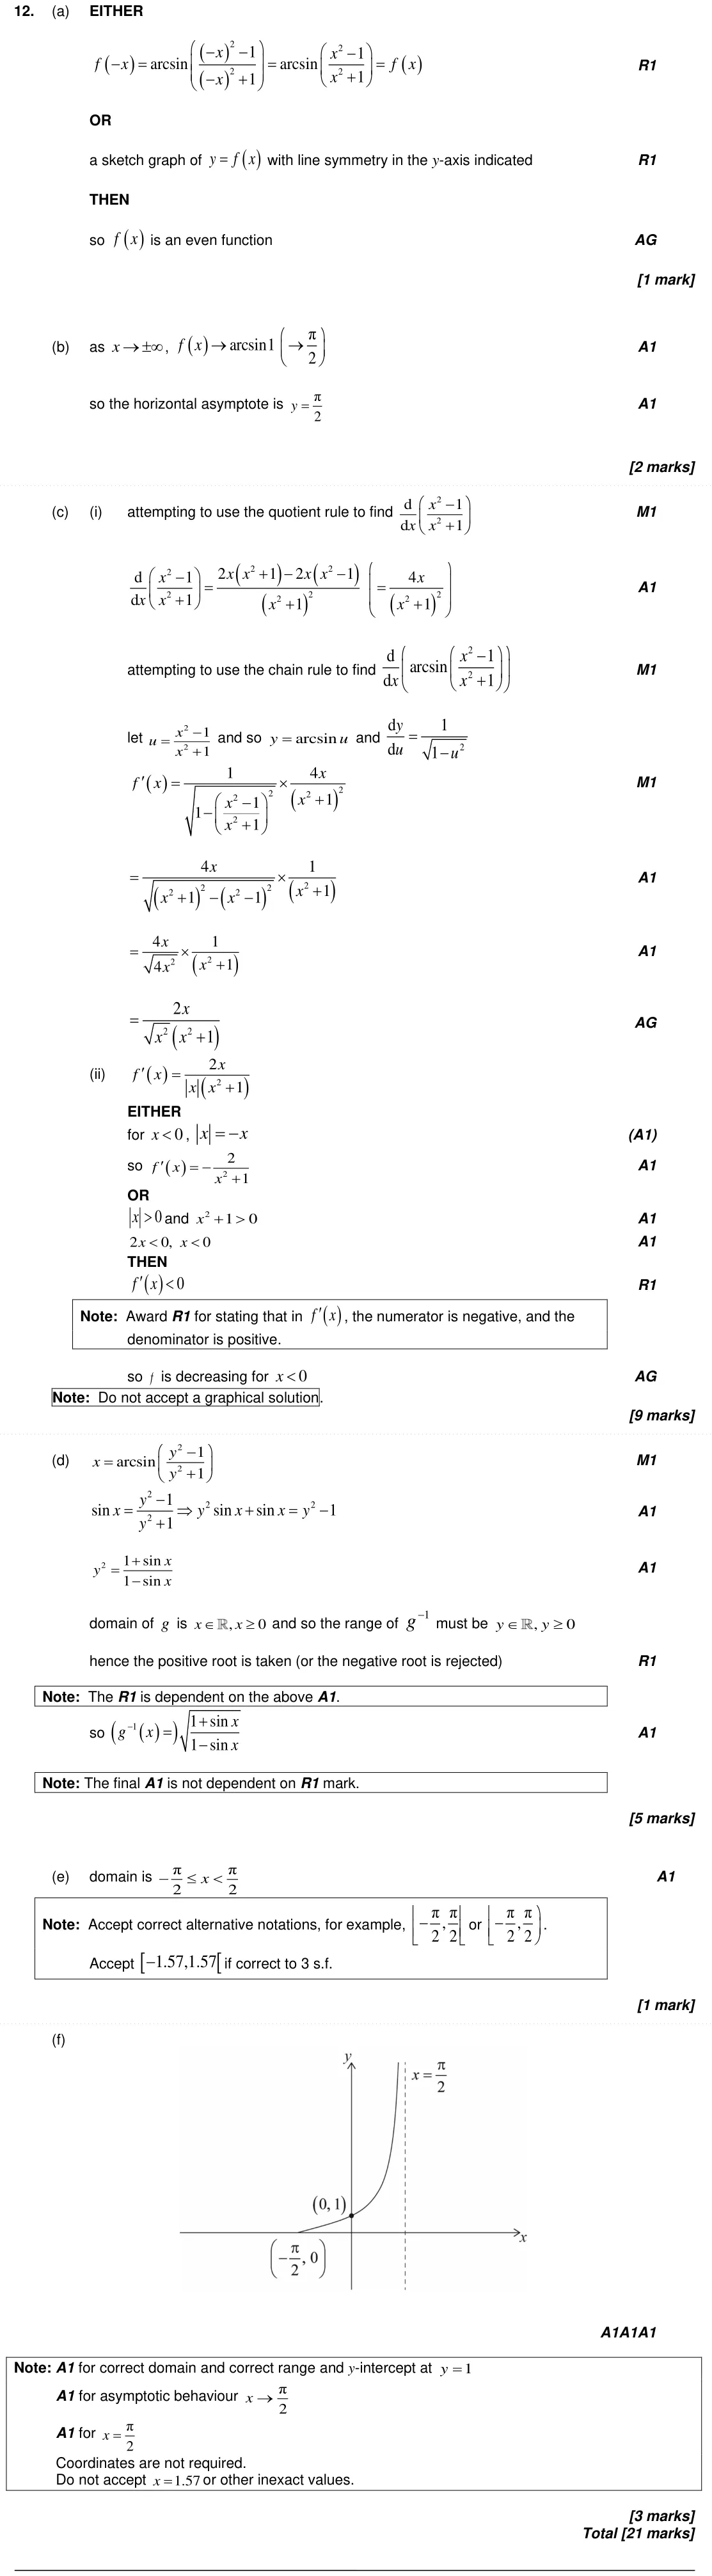 12. (a) EITHER
f(−x) = arcsin(((−x)² − 1)/((−x)² + 1)) = arcsin((x² − 1)/(x² + 1)) = f(x) R1
OR
a sketch graph of y = f(x) with line symmetry in the y-axis indicated R1
THEN
so f(x) is an even function AG
[1 mark]
(b) as x → ±∞, f(x) → arcsin 1 (→ π/2) A1
so the horizontal asymptote is y = π/2 A1
[2 marks]
(c) (i) attempting to use the quotient rule to find d/dx((x² − 1)/(x² + 1)) M1
d/dx((x² − 1)/(x² + 1)) = (2x(x² + 1) − 2x(x² − 1))/(x² + 1)² (= 4x/(x² + 1)²) A1
attempting to use the chain rule to find d/dx(arcsin((x² − 1)/(x² + 1))) M1
let u = (x² − 1)/(x² + 1) and so y = arcsin u and dy/du = 1/√(1 − u²)
f′(x) = 1/√(1 − ((x² − 1)/(x² + 1))²) × 4x/(x² + 1)² M1
= 4x/√((x² + 1)² − (x² − 1)²) × 1/(x² + 1) A1
= 4x/√(4x²) × 1/(x² + 1) A1
= 2x/(√(x²)(x² + 1)) AG
(ii) f′(x) = 2x/(|x|(x² + 1))
EITHER
for x < 0, |x| = −x (A1)
so f′(x) = −2/(x² + 1) A1
OR
|x| > 0 and x² + 1 > 0 A1
2x < 0, x < 0 A1
THEN
f′(x) < 0 R1
Note: Award R1 for stating that in f′(x), the numerator is negative, and the
denominator is positive.
so f is decreasing for x < 0 AG
Note: Do not accept a graphical solution.
[9 marks]
(d) x = arcsin((y² − 1)/(y² + 1)) M1
sin x = (y² − 1)/(y² + 1) ⇒ y² sin x + sin x = y² − 1 A1
y² = (1 + sin x)/(1 − sin x) A1
domain of g is x ∈ ℝ, x ≥ 0 and so the range of g⁻¹ must be y ∈ ℝ, y ≥ 0
hence the positive root is taken (or the negative root is rejected) R1
Note: The R1 is dependent on the above A1.
so (g⁻¹(x) =) √((1 + sin x)/(1 − sin x)) A1
Note: The final A1 is not dependent on R1 mark.
[5 marks]
(e) domain is −π/2 ≤ x < π/2 A1
Note: Accept correct alternative notations, for example, [−π/2, π/2[ or [−π/2, π/2).
Accept [−1.57,1.57[ if correct to 3 s.f.
[1 mark]
(f)
y
x = π/2
(0, 1)
x
(−π/2, 0)
A1A1A1
Note: A1 for correct domain and correct range and y-intercept at y = 1
A1 for asymptotic behaviour x → π/2
A1 for x = π/2
Coordinates are not required.
Do not accept x = 1.57 or other inexact values.
[3 marks]
Total [21 marks]